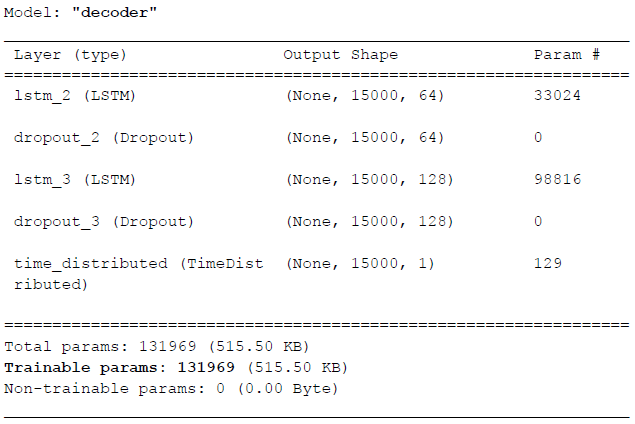 Model: "decoder"
Layer (type) Output Shape Param #
lstm_2 (LSTM) (None, 15000, 64) 33024
dropout_2 (Dropout) (None, 15000, 64) 0
lstm_3 (LSTM) (None, 15000, 128) 98816
dropout_3 (Dropout) (None, 15000, 128) 0
time_distributed (TimeDist (None, 15000, 1) 129
ributed)
Total params: 131969 (515.50 KB)
Trainable params: 131969 (515.50 KB)
Non-trainable params: 0 (0.00 Byte)